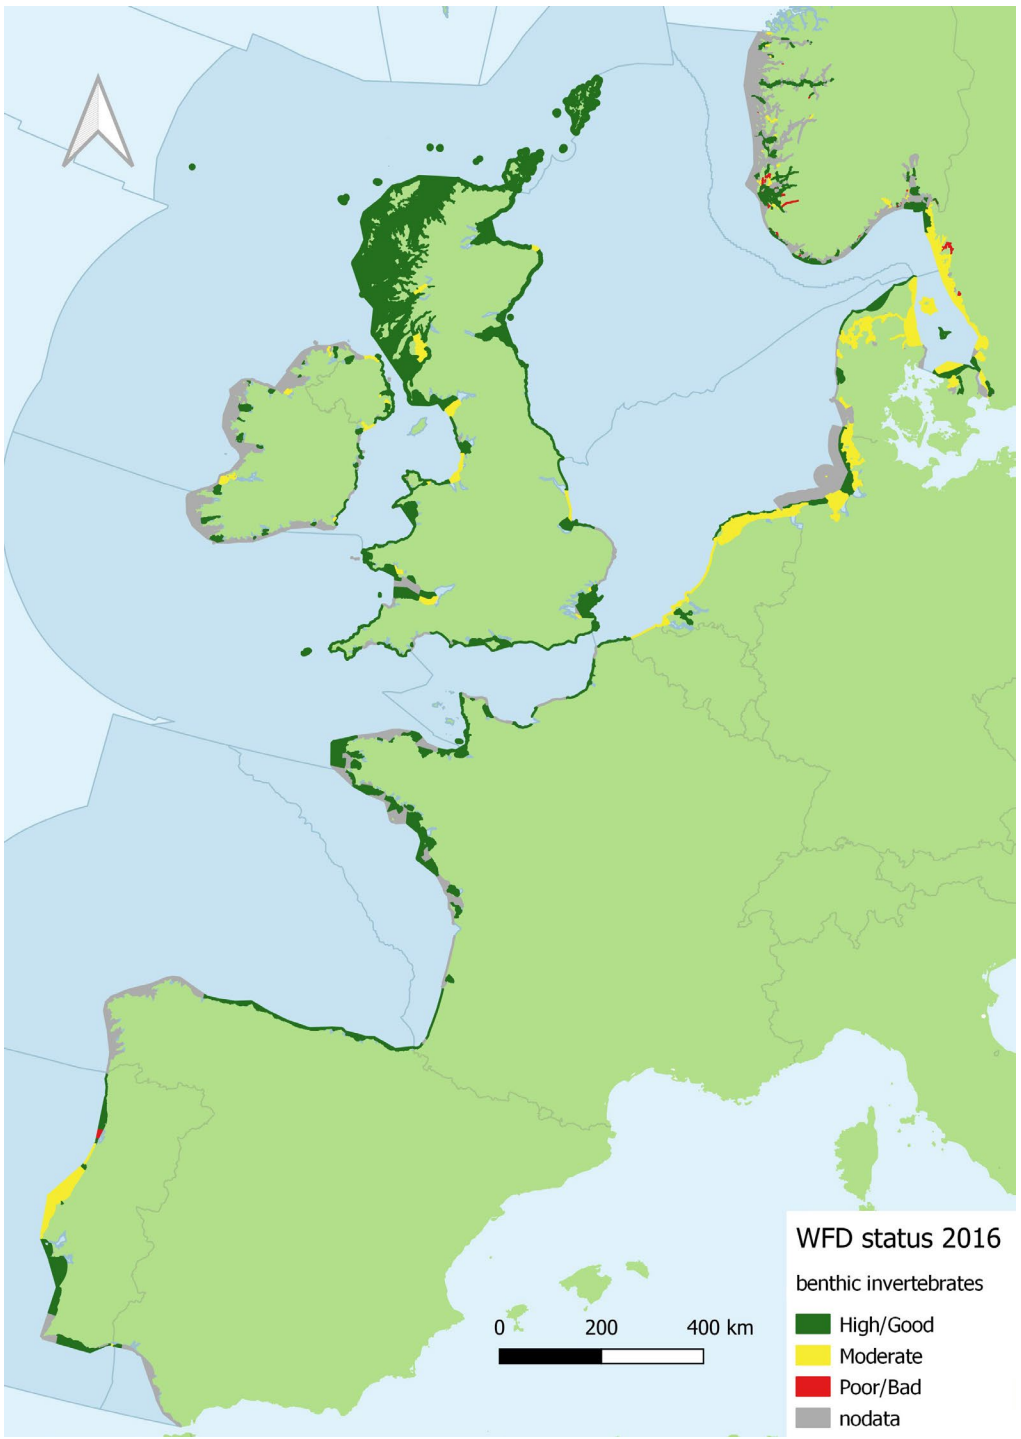 WFD status 2016
benthic invertebrates
High/Good
Moderate
Poor/Bad
nodata
0 200 400 km